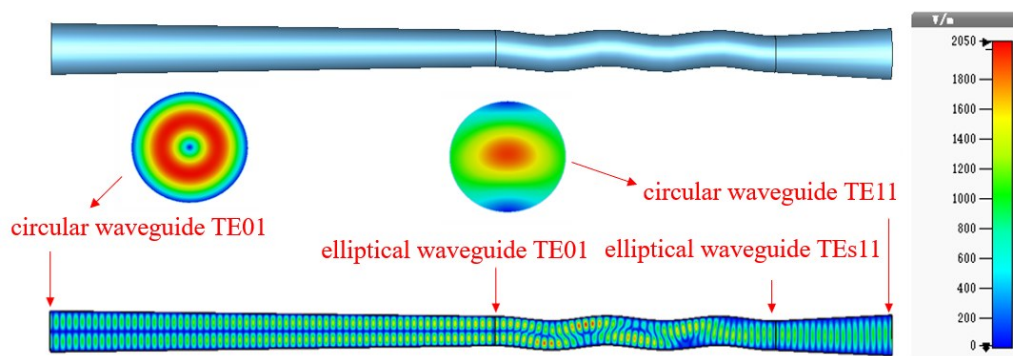 V/m
2050
1800
1600
1400
1200
1000
800
600
400
200
0
circular waveguide TE11
circular waveguide TE01
elliptical waveguide TE01
elliptical waveguide TEs11